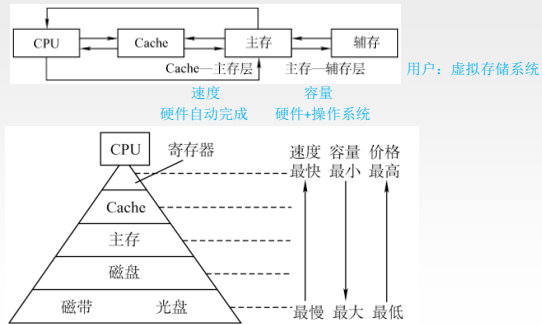 CPU Cache 主存 辅存
Cache—主存层 主存—辅存层 用户：虚拟存储系统
速度 容量
硬件自动完成 硬件+操作系统
CPU 寄存器 速度 容量 价格
最快 最小 最高
Cache
主存
磁盘
磁带 光盘 最慢 最大 最低